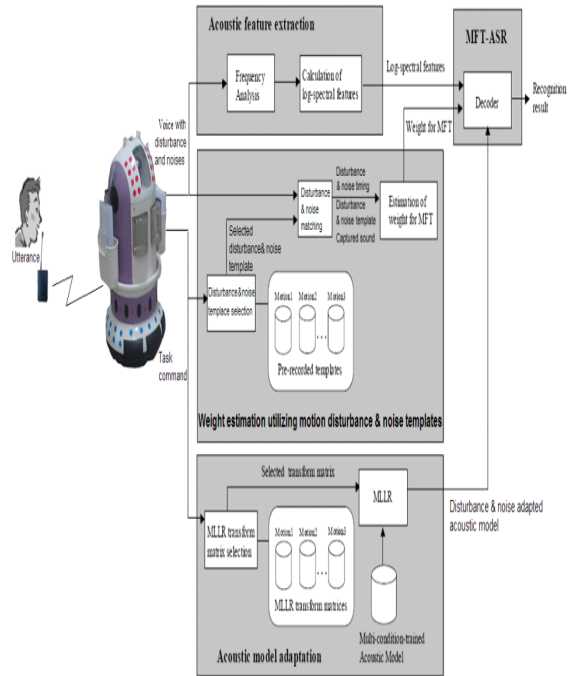 Acoustic feature extraction
Frequency
Analysis
Calculation of
log-spectral features
Log-spectral features
MFT-ASR
Decoder
Recognition
result
Weight for MFT
Voice with
disturbance
and noises
Utterance
Disturbance
& noise
matching
Disturbance
& noise timing
Disturbance
& noise template
Captured sound
Estimation of
weight for MFT
Selected
disturbance& noise
template
Disturbance&noise
template selection
Motion1 Motion2 Motion3
...
Pre-recorded templates
Weight estimation utilizing motion disturbance & noise templates
Task
command
Selected transform matrix
MLLR
MLLR transform
matrix selection
Motion1 Motion2 Motion3
...
MLLR transform matrices
Multi-condition-trained
Acoustic Model
Disturbance & noise adapted
acoustic model
Acoustic model adaptation